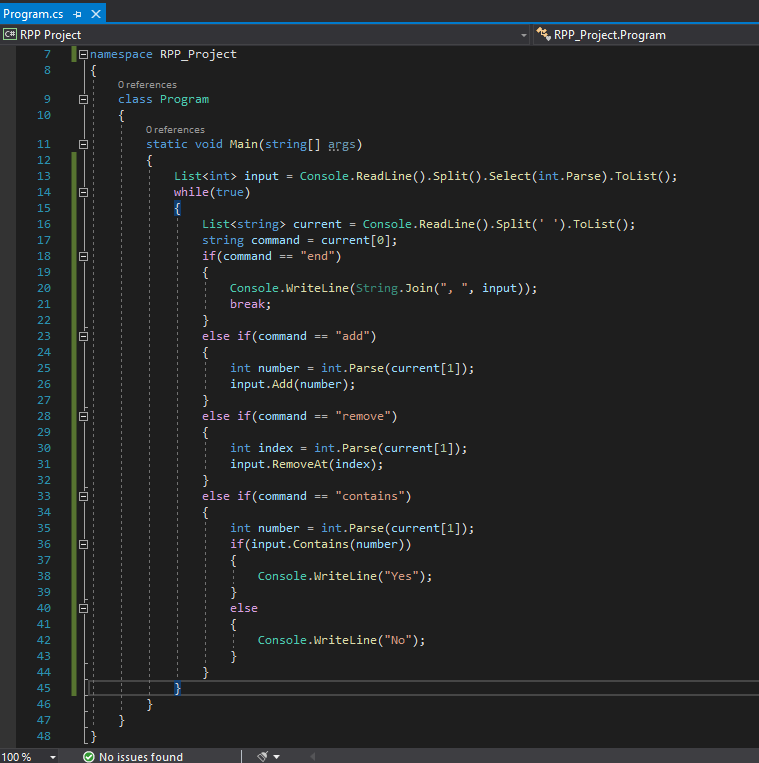 Program.cs
RPP Project RPP_Project.Program
7 namespace RPP_Project
8 {
0 references
9 class Program
10 {
0 references
11 static void Main(string[] args)
12 {
13 List<int> input = Console.ReadLine().Split().Select(int.Parse).ToList();
14 while(true)
15 {
16 List<string> current = Console.ReadLine().Split(' ').ToList();
17 string command = current[0];
18 if(command == "end")
19 {
20 Console.WriteLine(String.Join(", ", input));
21 break;
22 }
23 else if(command == "add")
24 {
25 int number = int.Parse(current[1]);
26 input.Add(number);
27 }
28 else if(command == "remove")
29 {
30 int index = int.Parse(current[1]);
31 input.RemoveAt(index);
32 }
33 else if(command == "contains")
34 {
35 int number = int.Parse(current[1]);
36 if(input.Contains(number))
37 {
38 Console.WriteLine("Yes");
39 }
40 else
41 {
42 Console.WriteLine("No");
43 }
44 }
45 }
46 }
47 }
48 }
100 % No issues found